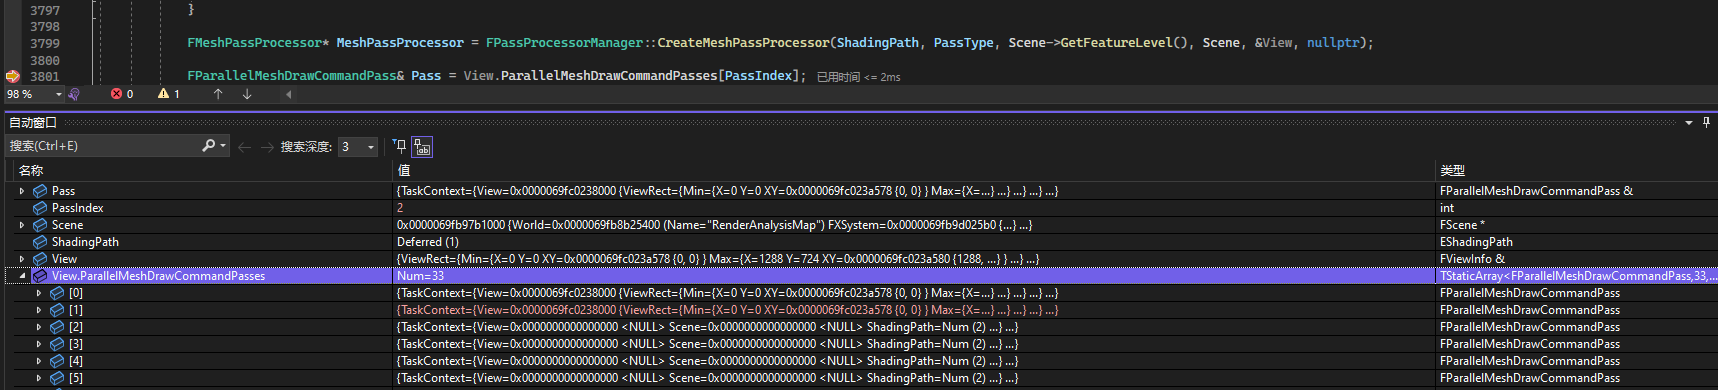 3797 }
3798
3799 FMeshPassProcessor* MeshPassProcessor = FPassProcessorManager::CreateMeshPassProcessor(ShadingPath, PassType, Scene->GetFeatureLevel(), Scene, &View, nullptr);
3800
3801 FParallelMeshDrawCommandPass& Pass = View.ParallelMeshDrawCommandPasses[PassIndex]; 已用时间 <= 2ms
98 % 0 1
自动窗口
搜索(Ctrl+E) 搜索深度: 3
名称 值 类型
Pass {TaskContext={View=0x0000069fc0238000 {ViewRect={Min={X=0 Y=0 XY=0x0000069fc023a578 {0, 0} } Max={X=...} ...} ...} ...} ...} FParallelMeshDrawCommandPass &
PassIndex 2 int
Scene 0x0000069fb97b1000 {World=0x0000069fb8b25400 (Name="RenderAnalysisMap") FXSystem=0x0000069fb9d025b0 {...} ...} FScene *
ShadingPath Deferred (1) EShadingPath
View {ViewRect={Min={X=0 Y=0 XY=0x0000069fc023a578 {0, 0} } Max={X=1288 Y=724 XY=0x0000069fc023a580 {1288, ...} } ...} ...} FViewInfo &
View.ParallelMeshDrawCommandPasses Num=33 TStaticArray<FParallelMeshDrawCommandPass,33,...
[0] {TaskContext={View=0x0000069fc0238000 {ViewRect={Min={X=0 Y=0 XY=0x0000069fc023a578 {0, 0} } Max={X=...} ...} ...} ...} ...} FParallelMeshDrawCommandPass
[1] {TaskContext={View=0x0000069fc0238000 {ViewRect={Min={X=0 Y=0 XY=0x0000069fc023a578 {0, 0} } Max={X=...} ...} ...} ...} ...} FParallelMeshDrawCommandPass
[2] {TaskContext={View=0x0000000000000000 <NULL> Scene=0x0000000000000000 <NULL> ShadingPath=Num (2) ...} ...} FParallelMeshDrawCommandPass
[3] {TaskContext={View=0x0000000000000000 <NULL> Scene=0x0000000000000000 <NULL> ShadingPath=Num (2) ...} ...} FParallelMeshDrawCommandPass
[4] {TaskContext={View=0x0000000000000000 <NULL> Scene=0x0000000000000000 <NULL> ShadingPath=Num (2) ...} ...} FParallelMeshDrawCommandPass
[5] {TaskContext={View=0x0000000000000000 <NULL> Scene=0x0000000000000000 <NULL> ShadingPath=Num (2) ...} ...} FParallelMeshDrawCommandPass